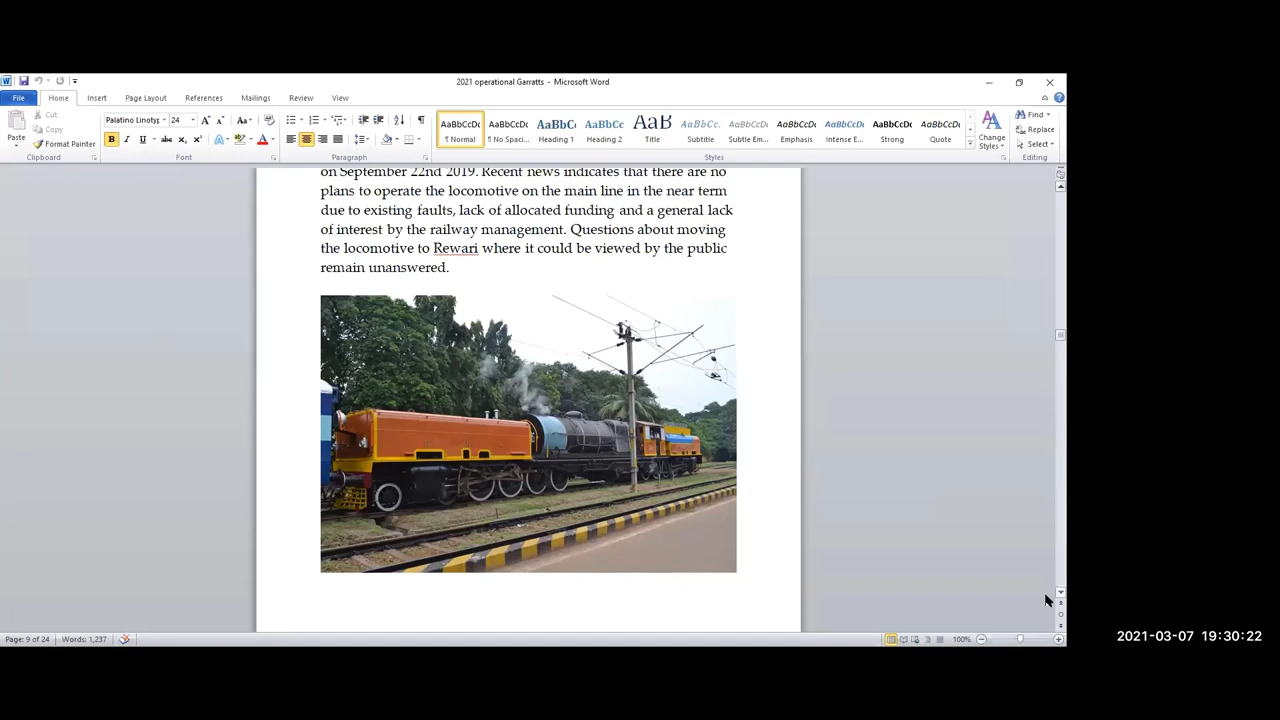 2021 operational Garratts - Microsoft Word
File Home Insert Page Layout References Mailings Review View
Paste
Cut
Copy
Format Painter
Clipboard
Palatino Linoty 24
Aa
B I U
Font
Paragraph
AaBbCcDc AaBbCcDc AaBbC AaBbCc AaB AaBbCc. AaBbCcDc AaBbCcDc AaBbCcDc AaBbCcDc AaBbCcDc
¶ Normal ¶ No Spaci... Heading 1 Heading 2 Title Subtitle Subtle Em... Emphasis Intense E... Strong Quote
Styles
Change Styles
Find
Replace
Select
Editing
on September 22nd 2019. Recent news indicates that there are no
plans to operate the locomotive on the main line in the near term
due to existing faults, lack of allocated funding and a general lack
of interest by the railway management. Questions about moving
the locomotive to Rewari where it could be viewed by the public
remain unanswered.
Page: 9 of 24 Words: 1,237
100%
2021-03-07 19:30:22